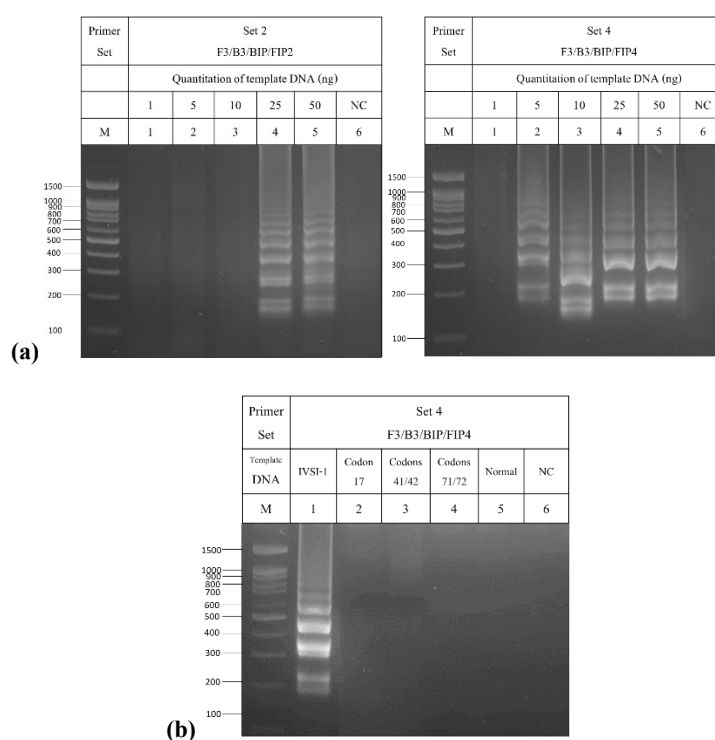 Primer Set
Set 2
F3/B3/BIP/FIP2
Quantitation of template DNA (ng)
1 5 10 25 50 NC
M 1 2 3 4 5 6
1500
1000
900
800
700
600
500
400
300
200
100
Primer Set
Set 4
F3/B3/BIP/FIP4
Quantitation of template DNA (ng)
1 5 10 25 50 NC
M 1 2 3 4 5 6
1500
1000
900
800
700
600
500
400
300
200
100
(a)
Primer Set
Set 4
F3/B3/BIP/FIP4
Template DNA
IVSI-1
Codon 17
Codons 41/42
Codons 71/72
Normal
NC
M 1 2 3 4 5 6
1500
1000
900
800
700
600
500
400
300
200
100
(b)